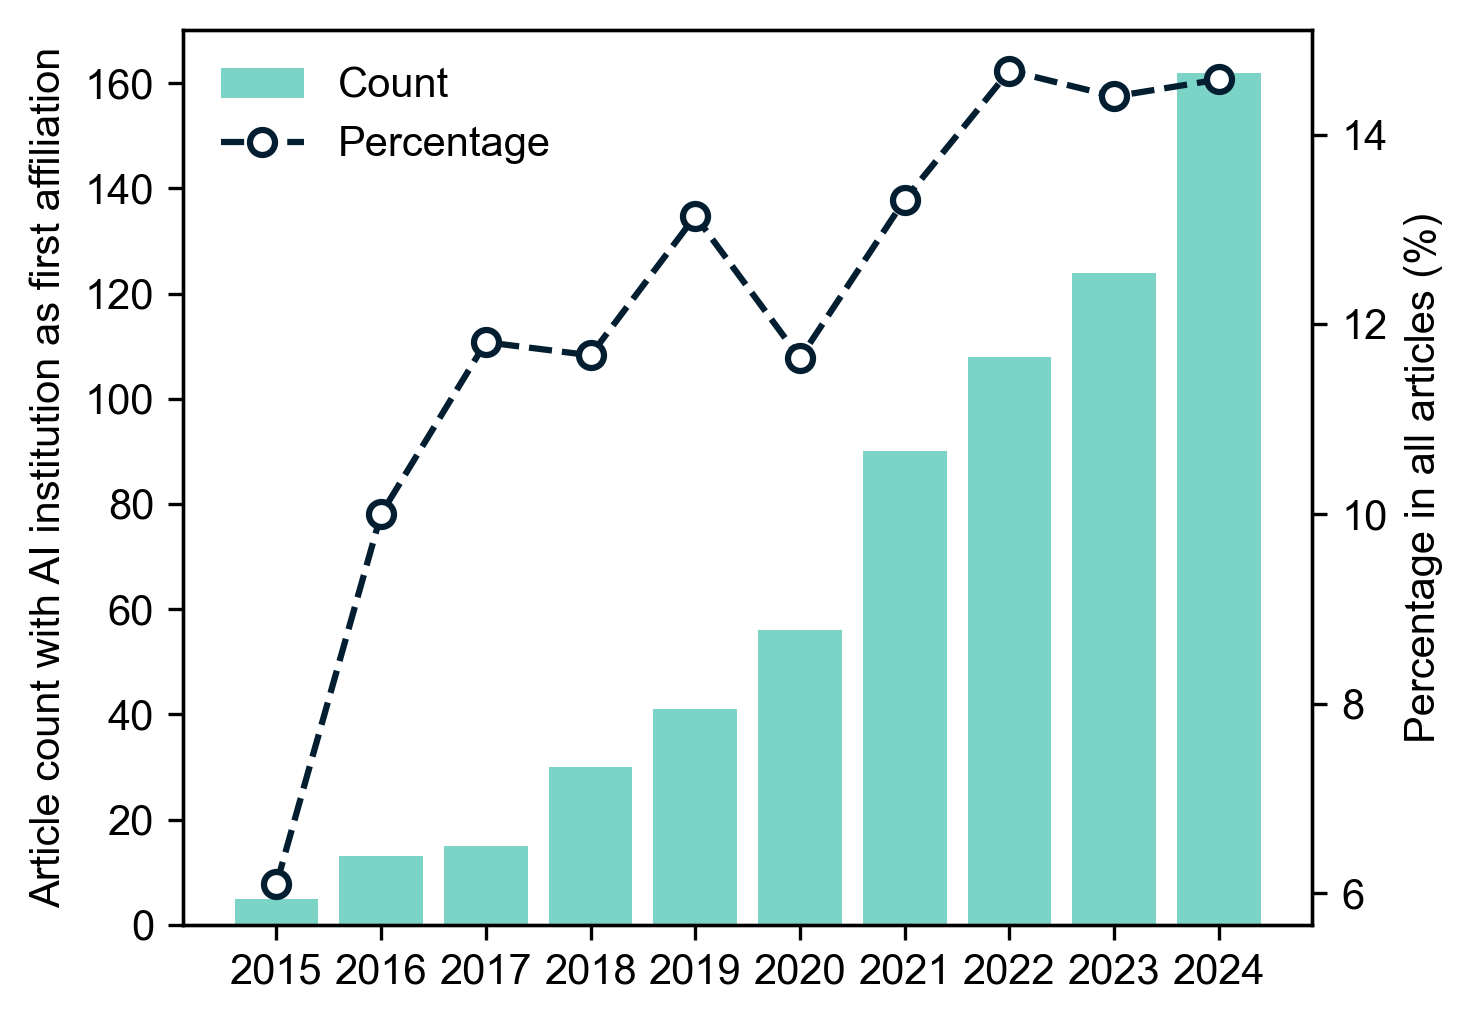 Article count with AI institution as first affiliation
160
140
120
100
80
60
40
20
0
Count
Percentage
14
12
10
8
6
Percentage in all articles (%)
2015 2016 2017 2018 2019 2020 2021 2022 2023 2024